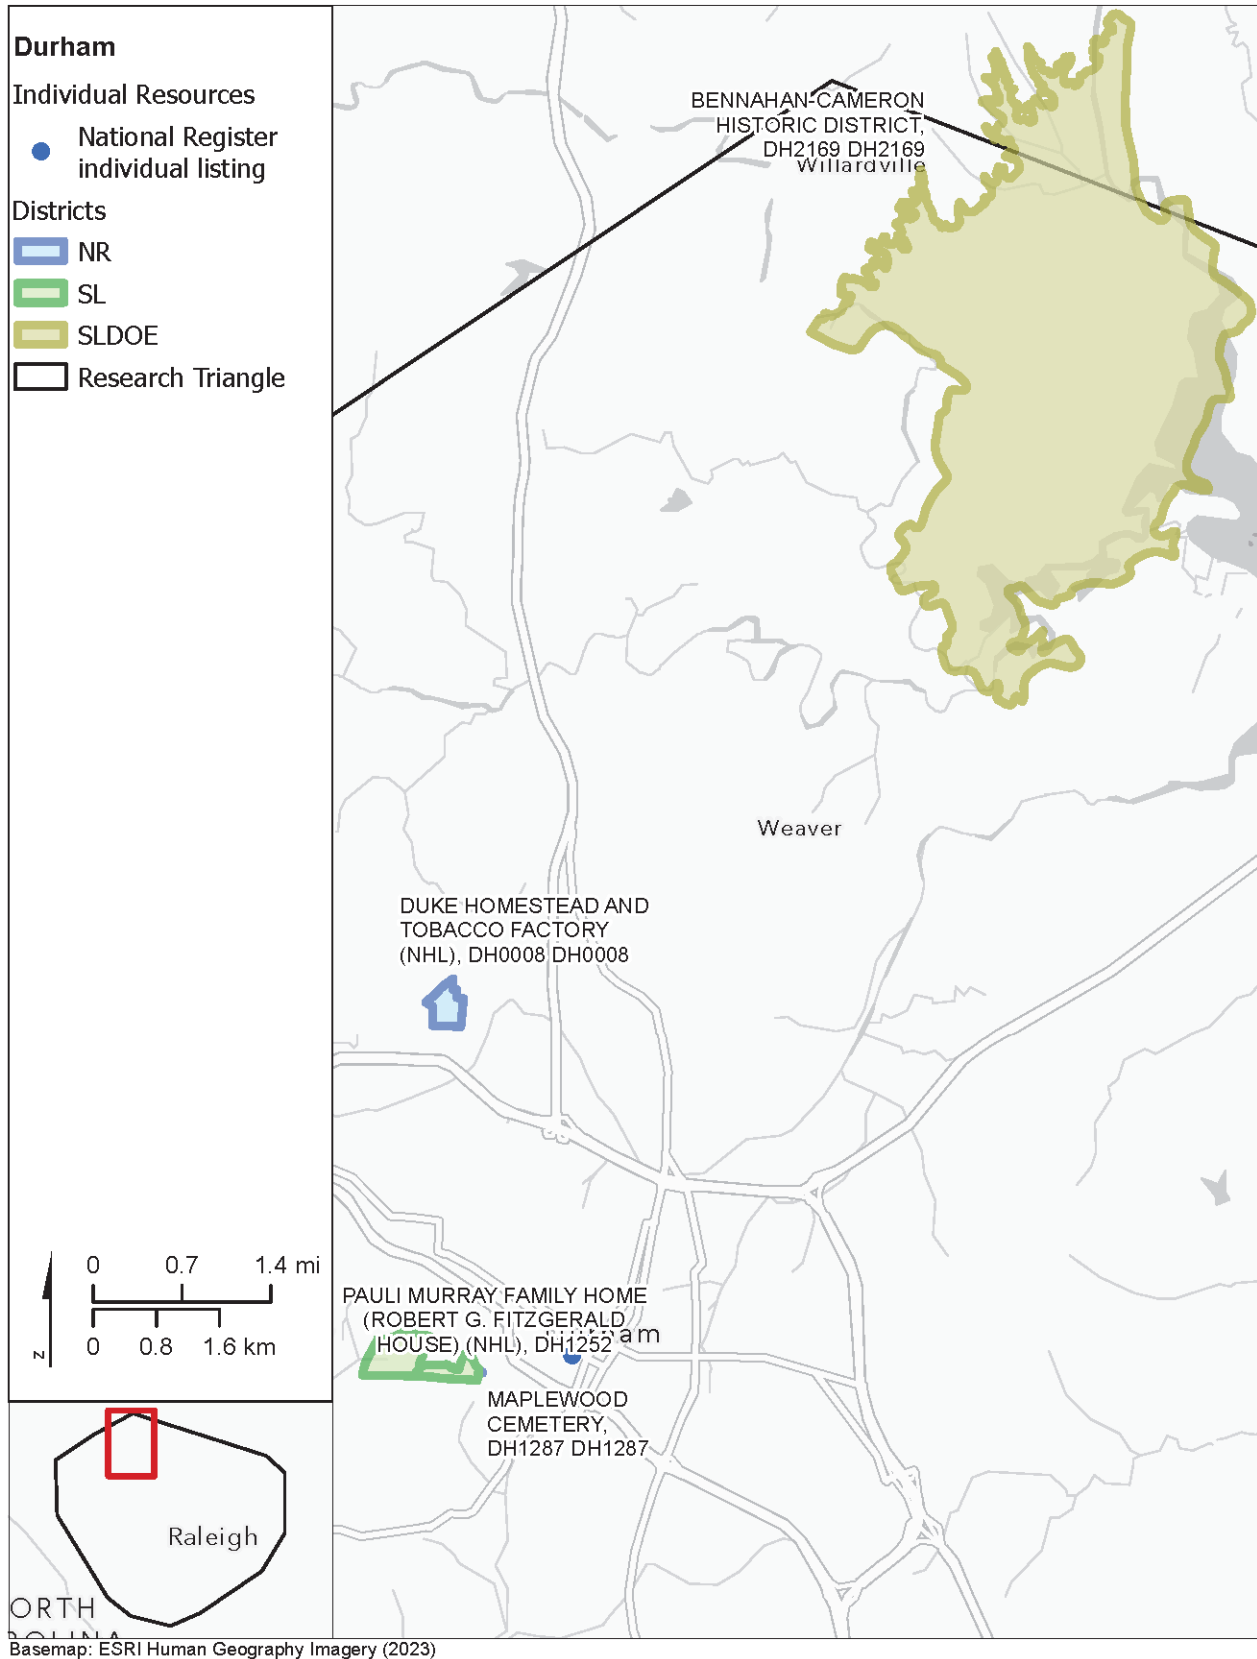 Durham
Individual Resources
National Register
individual listing
Districts
NR
SL
SLDOE
Research Triangle
BENNAHAN-CAMERON
HISTORIC DISTRICT,
DH2169 DH2169
Willardville
Weaver
DUKE HOMESTEAD AND
TOBACCO FACTORY
(NHL), DH0008 DH0008
PAULI MURRAY FAMILY HOME
(ROBERT G. FITZGERALD
HOUSE) (NHL), DH1252
MAPLEWOOD
CEMETERY,
DH1287 DH1287
0 0.7 1.4 mi
0 0.8 1.6 km
z
Raleigh
ORTH
Basemap: ESRI Human Geography Imagery (2023)